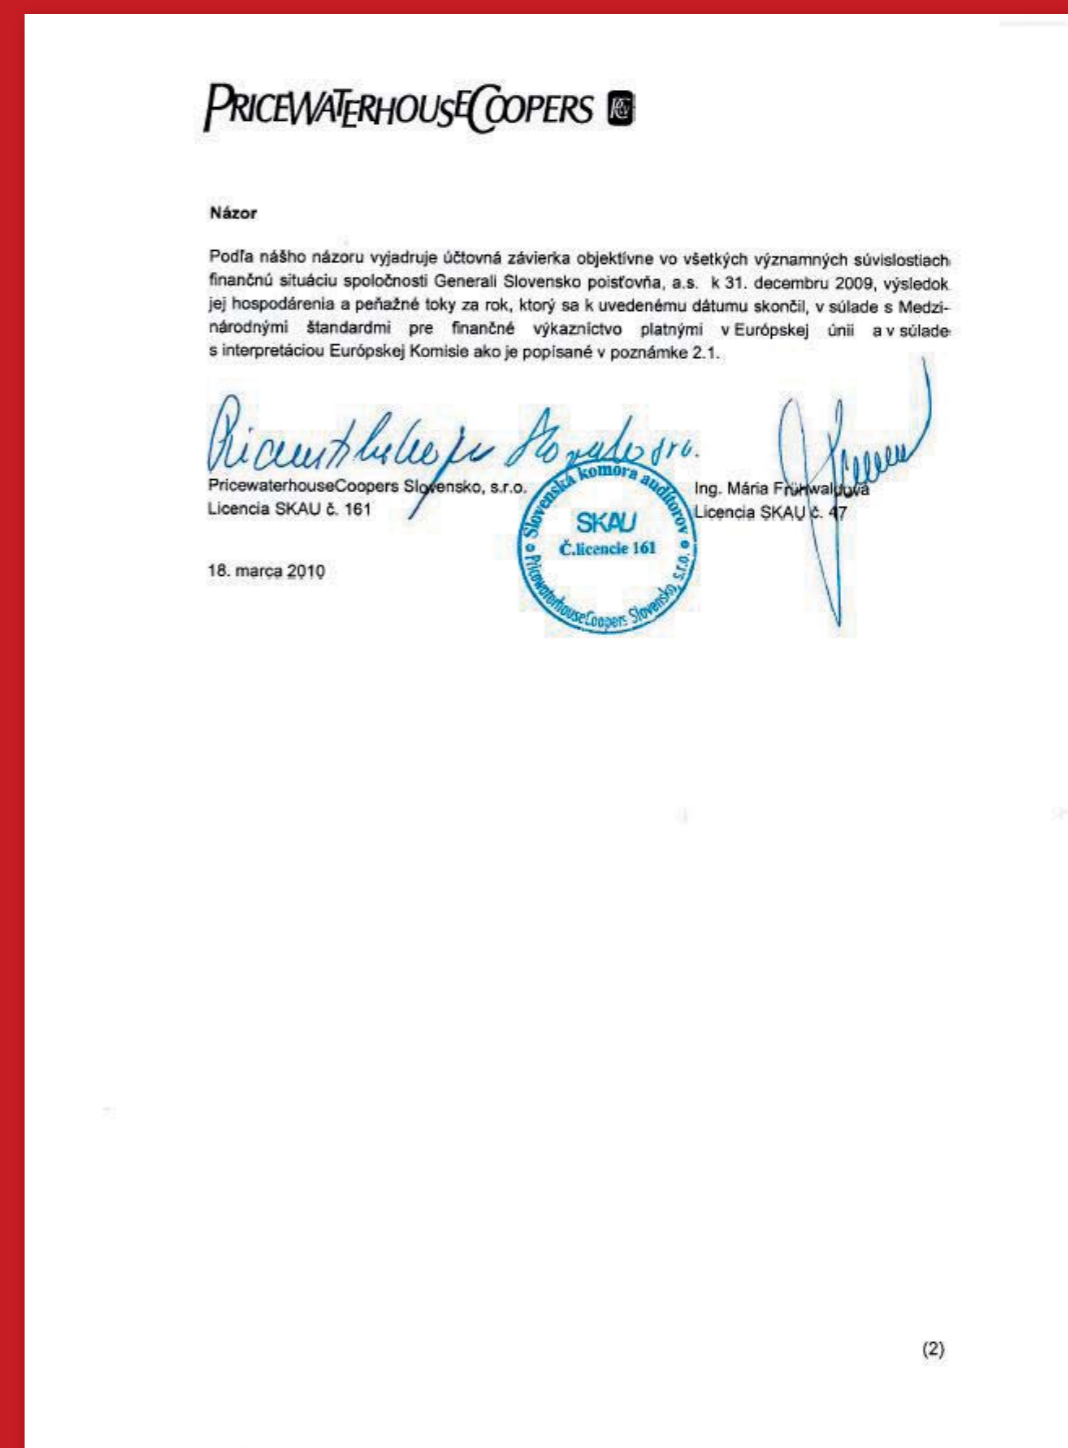 PRICEWATERHOUSECOOPERS
Názor
Podľa nášho názoru vyjadruje účtovná závierka objektívne vo všetkých významných súvislostiach
finančnú situáciu spoločnosti Generali Slovensko poisťovňa, a.s. k 31. decembru 2009, výsledok
jej hospodárenia a peňažné toky za rok, ktorý sa k uvedenému dátumu skončil, v súlade s Medzi-
národnými štandardmi pre finančné výkazníctvo platnými v Európskej únii a v súlade
s interpretáciou Európskej Komisie ako je popísané v poznámke 2.1.
PricewaterhouseCoopers Slovensko, s.r.o.
Licencia SKAU č. 161
Slovenská komora audítorov
SKAU
Č.licencie 161
PricewaterhouseCoopers Slovensko, s.r.o.
Ing. Mária Frühwaldová
Licencia SKAU č. 47
18. marca 2010
(2)